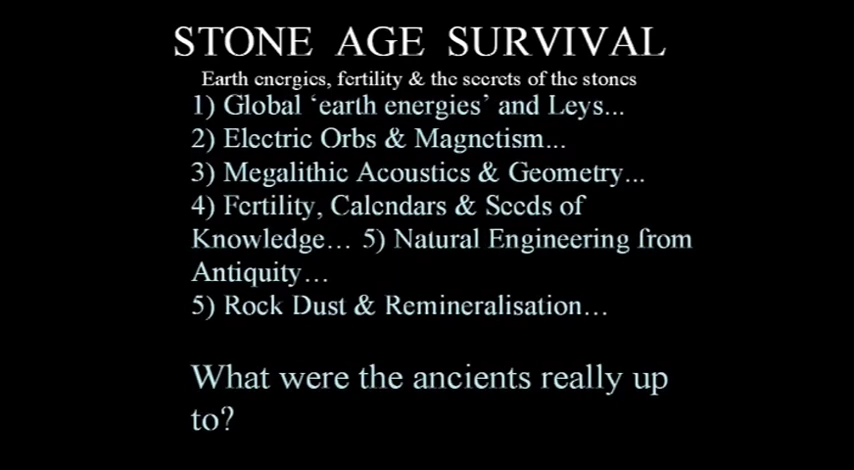 STONE AGE SURVIVAL
Earth energies, fertility & the secrets of the stones
1) Global ‘earth energies’ and Leys...
2) Electric Orbs & Magnetism...
3) Megalithic Acoustics & Geometry...
4) Fertility, Calendars & Seeds of
Knowledge… 5) Natural Engineering from
Antiquity…
5) Rock Dust & Remineralisation…
What were the ancients really up
to?